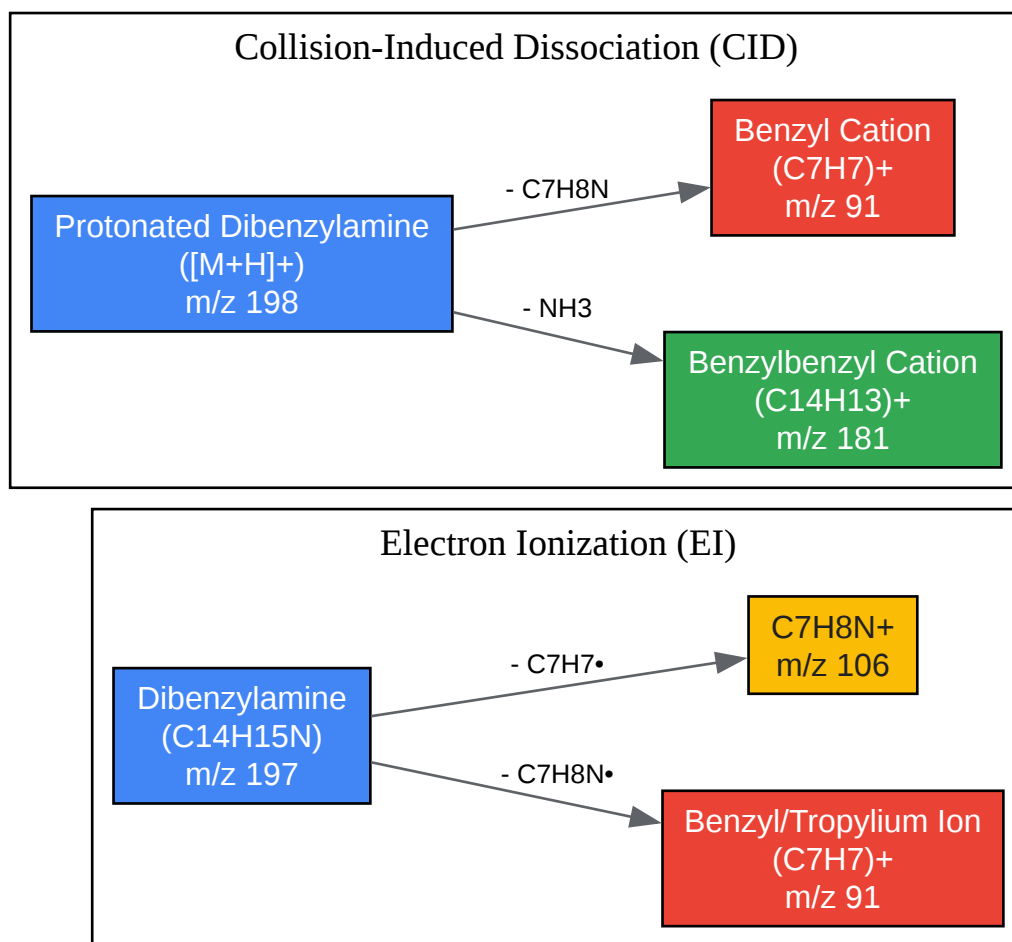 Collision-Induced Dissociation (CID)
Protonated Dibenzylamine
([M+H]+)
m/z 198
- C7H8N
Benzyl Cation
(C7H7)+
m/z 91
- NH3
Benzylbenzyl Cation
(C14H13)+
m/z 181
Electron Ionization (EI)
Dibenzylamine
(C14H15N)
m/z 197
- C7H7•
C7H8N+
m/z 106
- C7H8N•
Benzyl/Tropylium Ion
(C7H7)+
m/z 91